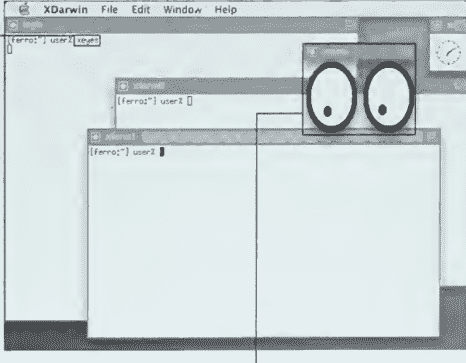 XDarwin File Edit Window Help
[ferro:~] user% xeyes
[ferro:~] user%
[ferro:~] user%